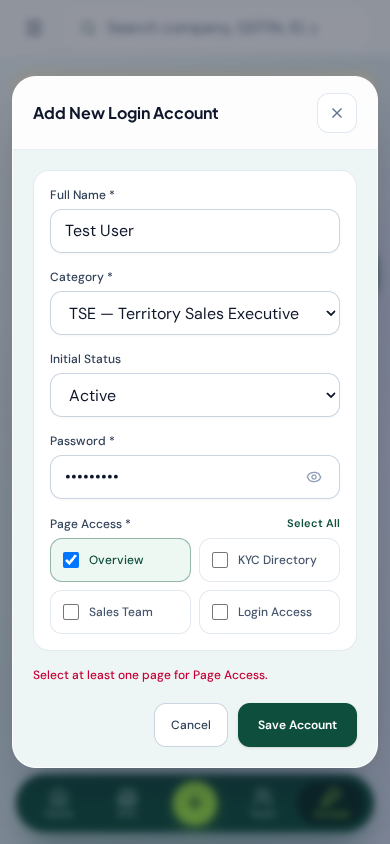 Add New Login Account
Full Name *
Test User
Category *
TSE — Territory Sales Executive
Initial Status
Active
Password *
•••••••••
Page Access *
Select All
Overview
KYC Directory
Sales Team
Login Access
Select at least one page for Page Access.
Cancel
Save Account